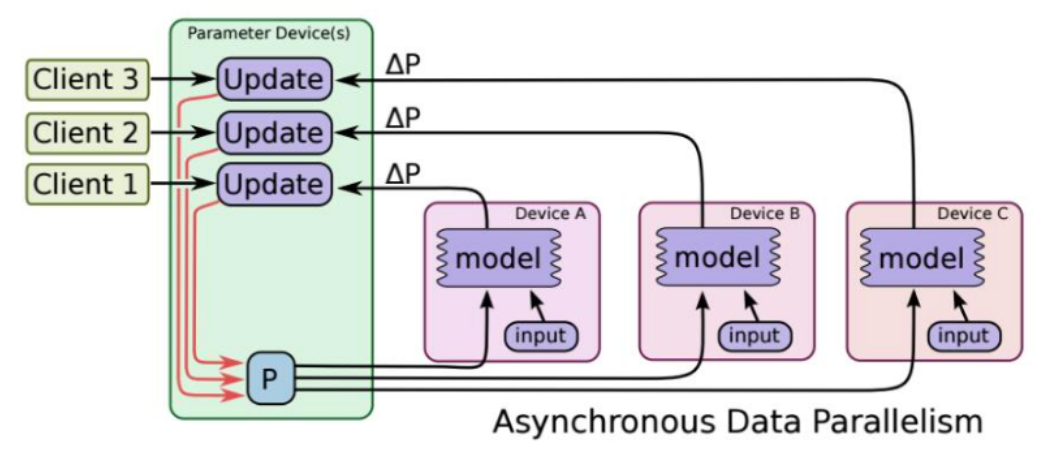 Parameter Device(s)
Client 3
Update
ΔP
Client 2
Update
ΔP
Client 1
Update
ΔP
Device A
model
input
Device B
model
input
Device C
model
input
P
Asynchronous Data Parallelism